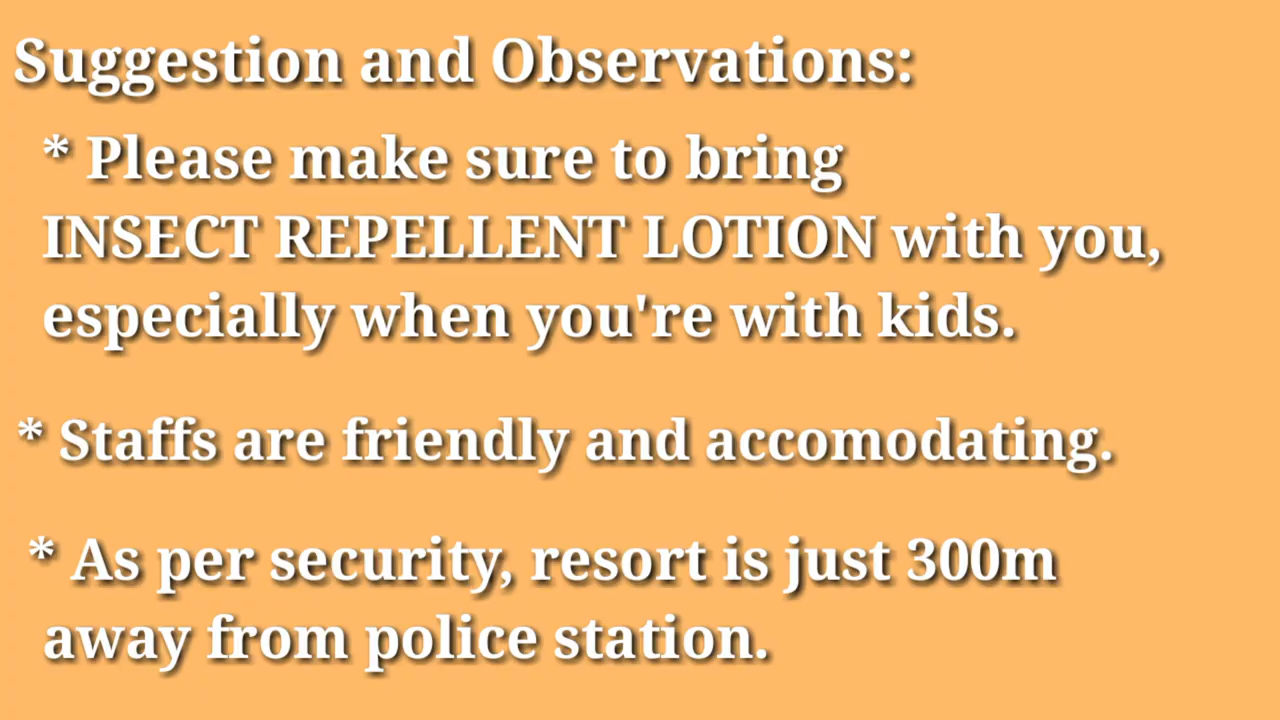 Suggestion and Observations:
* Please make sure to bring
INSECT REPELLENT LOTION with you,
especially when you're with kids.
* Staffs are friendly and accomodating.
* As per security, resort is just 300m
away from police station.